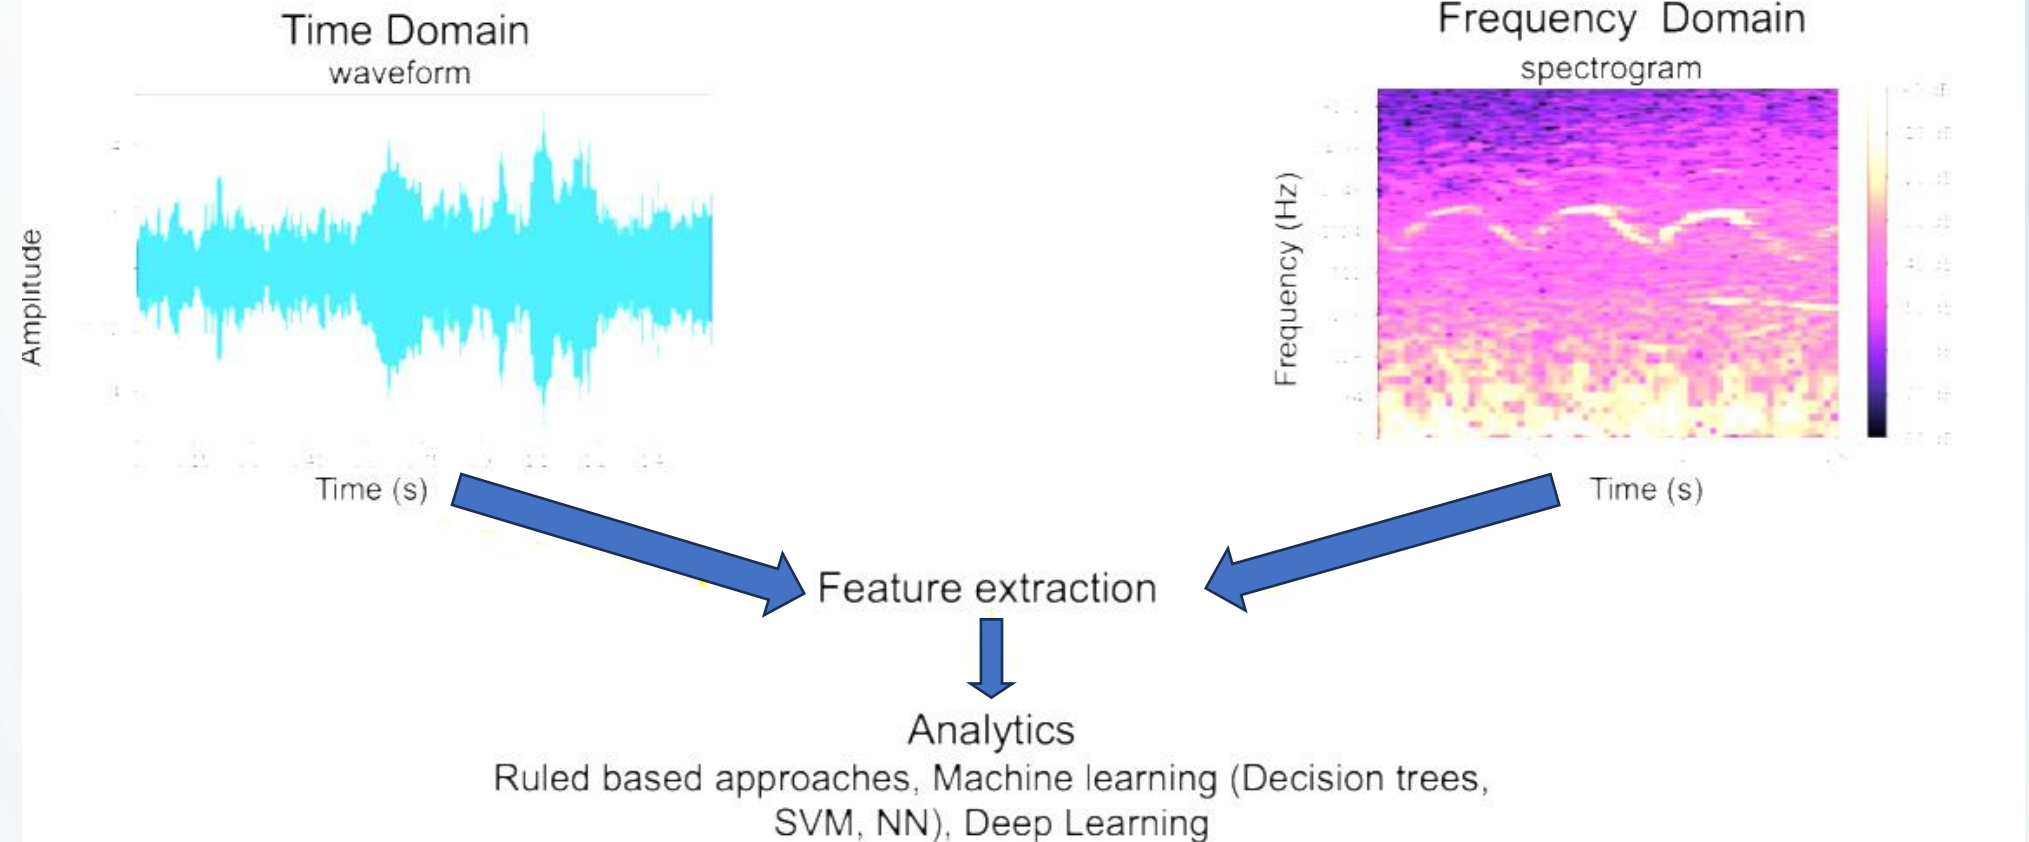 Time Domain
waveform
Amplitude
Time (s)
Frequency Domain
spectrogram
Frequency (Hz)
Time (s)
Feature extraction
Analytics
Ruled based approaches, Machine learning (Decision trees,
SVM, NN), Deep Learning